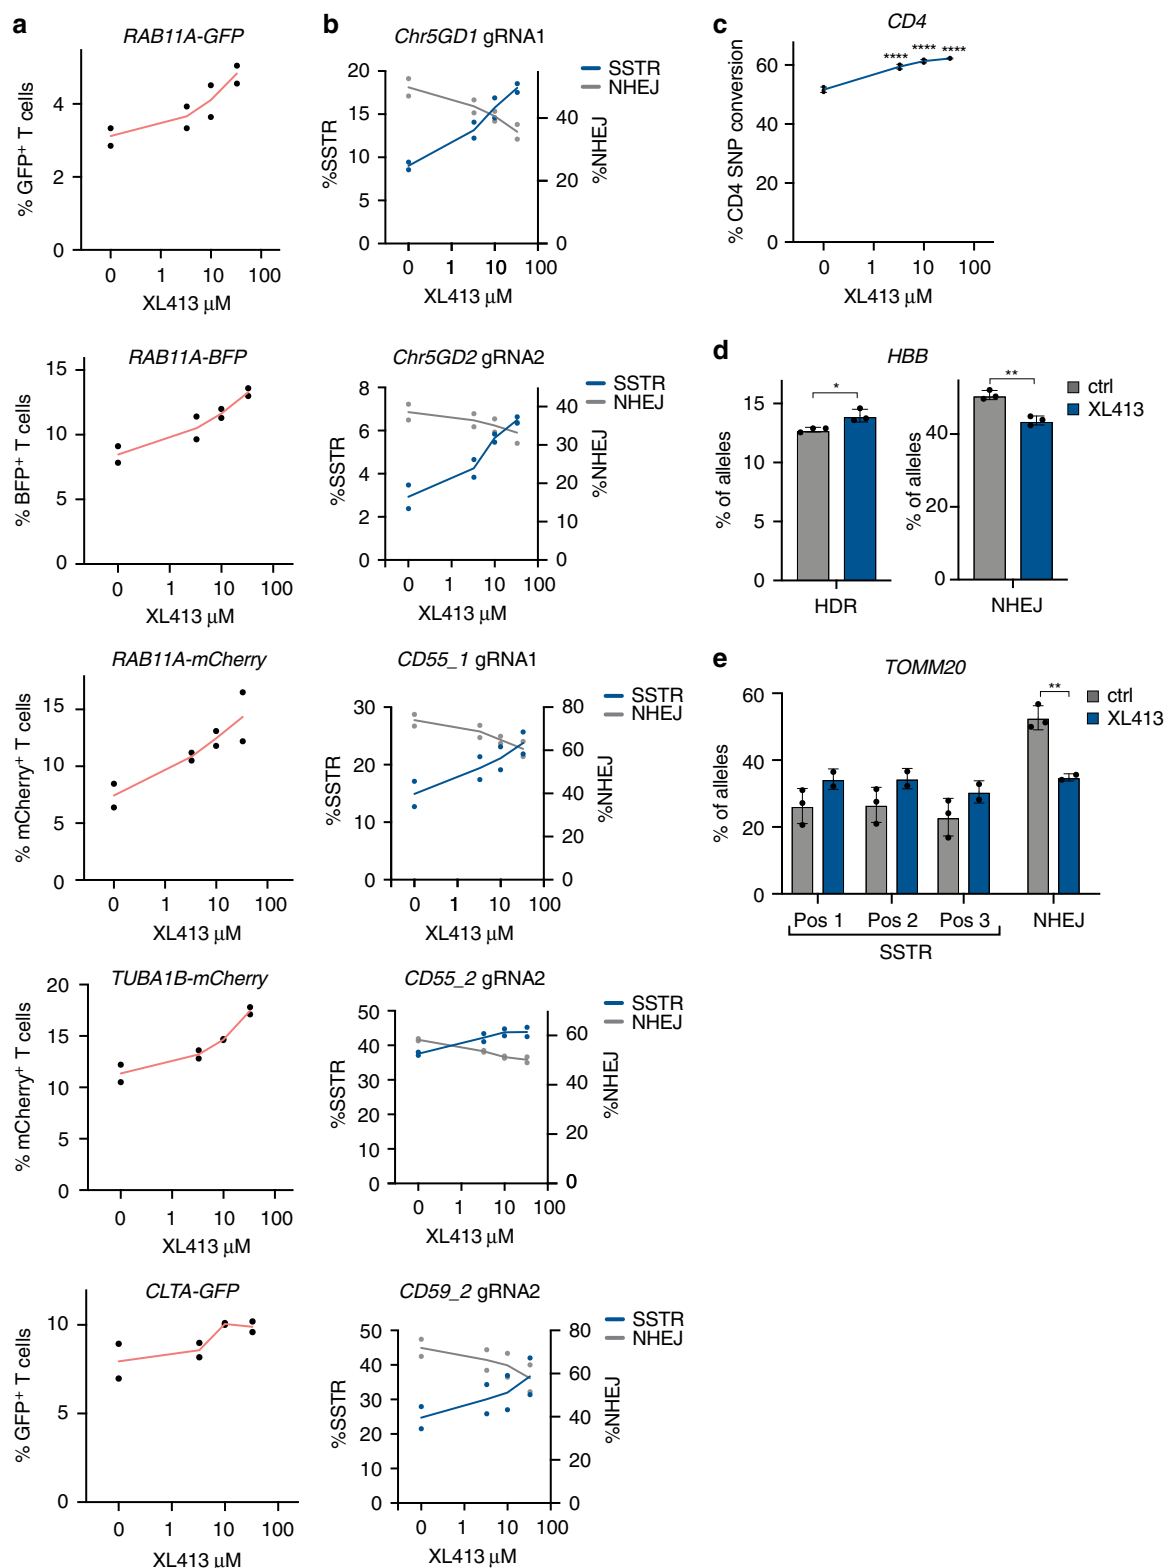 a
RAB11A-GFP
% GFP+ T cells
4
2
0
0 1 10 100
XL413 μM
RAB11A-BFP
% BFP+ T cells
15
10
5
0
0 1 10 100
XL413 μM
RAB11A-mCherry
% mCherry+ T cells
15
10
5
0
0 1 10 100
XL413 μM
TUBA1B-mCherry
% mCherry+ T cells
20
15
10
5
0
0 1 10 100
XL413 μM
CLTA-GFP
% GFP+ T cells
10
5
0
0 1 10 100
XL413 μM
b
Chr5GD1 gRNA1
SSTR
NHEJ
%SSTR
20
15
10
5
0
%NHEJ
40
20
0
0 1 10 100
XL413 μM
Chr5GD2 gRNA2
SSTR
NHEJ
%SSTR
8
6
4
2
0
%NHEJ
40
30
20
10
0
0 1 10 100
XL413 μM
CD55_1 gRNA1
SSTR
NHEJ
%SSTR
30
20
10
0
%NHEJ
80
60
40
20
0
0 1 10 100
XL413 μM
CD55_2 gRNA2
SSTR
NHEJ
%SSTR
50
40
30
20
10
0
%NHEJ
60
40
20
0
0 1 10 100
XL413 μM
CD59_2 gRNA2
SSTR
NHEJ
%SSTR
50
40
30
20
10
0
%NHEJ
80
60
40
20
0
0 1 10 100
XL413 μM
c
CD4
% CD4 SNP conversion
60
40
20
0
**** **** ****
0 1 10 100
XL413 μM
d
HBB
ctrl
XL413
% of alleles
15
10
5
0
*
HDR
% of alleles
40
20
0
**
NHEJ
e
TOMM20
ctrl
XL413
% of alleles
60
40
20
0
**
Pos 1 Pos 2 Pos 3 NHEJ
SSTR